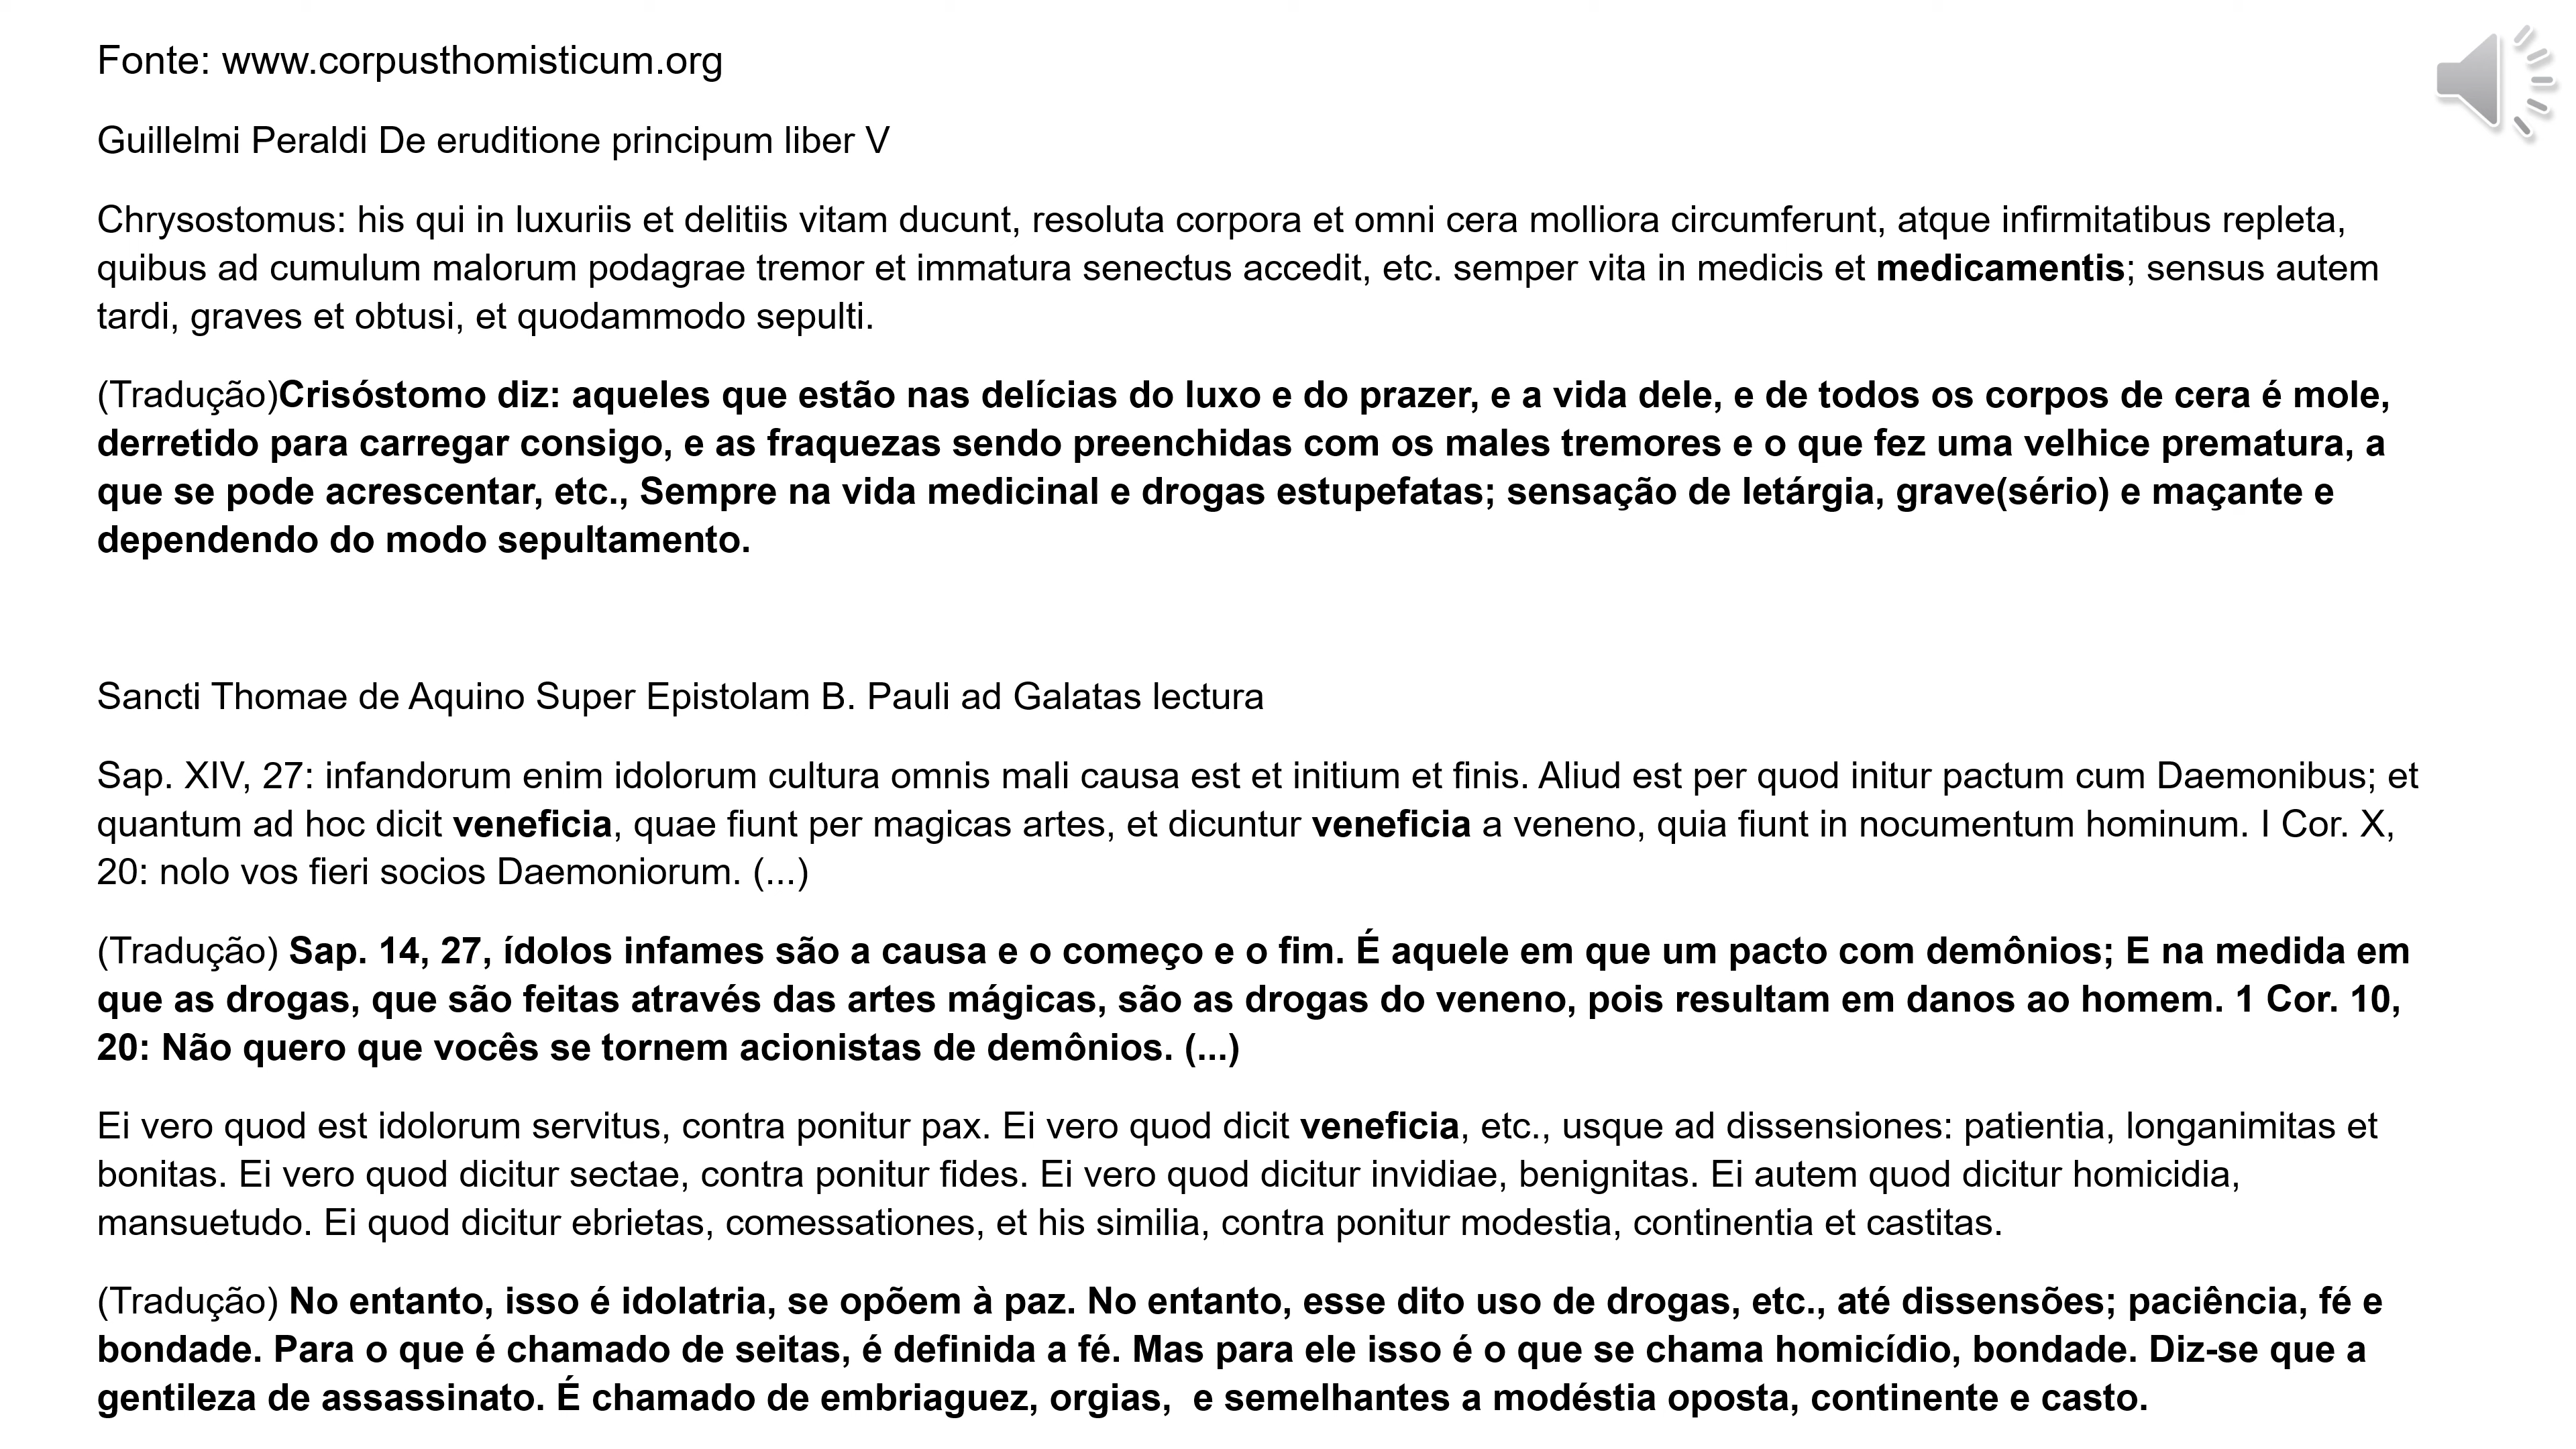 Fonte: www.corpusthomisticum.org
Guillelmi Peraldi De eruditione principum liber V
Chrysostomus: his qui in luxuriis et delitiis vitam ducunt, resoluta corpora et omni cera molliora circumferunt, atque infirmitatibus repleta,
quibus ad cumulum malorum podagrae tremor et immatura senectus accedit, etc. semper vita in medicis et medicamentis; sensus autem
tardi, graves et obtusi, et quodammodo sepulti.
(Tradução)Crisóstomo diz: aqueles que estão nas delícias do luxo e do prazer, e a vida dele, e de todos os corpos de cera é mole,
derretido para carregar consigo, e as fraquezas sendo preenchidas com os males tremores e o que fez uma velhice prematura, a
que se pode acrescentar, etc., Sempre na vida medicinal e drogas estupefatas; sensação de letárgia, grave(sério) e maçante e
dependendo do modo sepultamento.
Sancti Thomae de Aquino Super Epistolam B. Pauli ad Galatas lectura
Sap. XIV, 27: infandorum enim idolorum cultura omnis mali causa est et initium et finis. Aliud est per quod initur pactum cum Daemonibus; et
quantum ad hoc dicit veneficia, quae fiunt per magicas artes, et dicuntur veneficia a veneno, quia fiunt in nocumentum hominum. I Cor. X,
20: nolo vos fieri socios Daemoniorum. (...)
(Tradução) Sap. 14, 27, ídolos infames são a causa e o começo e o fim. É aquele em que um pacto com demônios; E na medida em
que as drogas, que são feitas através das artes mágicas, são as drogas do veneno, pois resultam em danos ao homem. 1 Cor. 10,
20: Não quero que vocês se tornem acionistas de demônios. (...)
Ei vero quod est idolorum servitus, contra ponitur pax. Ei vero quod dicit veneficia, etc., usque ad dissensiones: patientia, longanimitas et
bonitas. Ei vero quod dicitur sectae, contra ponitur fides. Ei vero quod dicitur invidiae, benignitas. Ei autem quod dicitur homicidia,
mansuetudo. Ei quod dicitur ebrietas, comessationes, et his similia, contra ponitur modestia, continentia et castitas.
(Tradução) No entanto, isso é idolatria, se opõem à paz. No entanto, esse dito uso de drogas, etc., até dissensões; paciência, fé e
bondade. Para o que é chamado de seitas, é definida a fé. Mas para ele isso é o que se chama homicídio, bondade. Diz-se que a
gentileza de assassinato. É chamado de embriaguez, orgias,  e semelhantes a modéstia oposta, continente e casto.